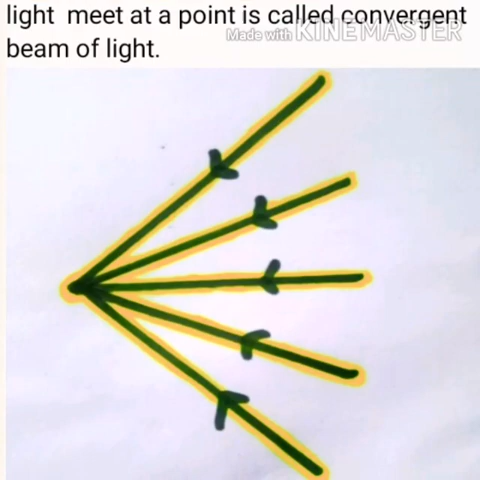 light meet at a point is called convergent
Made with KINEMASTER
beam of light.